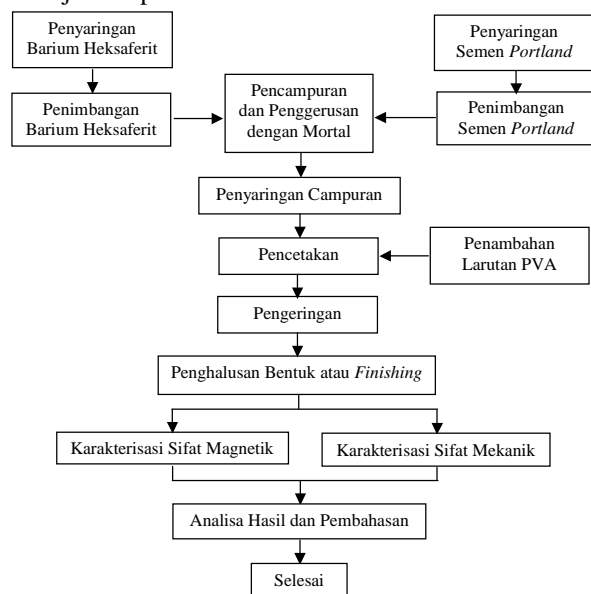 Penyaringan
Barium Heksaferit
Penyaringan
Semen Portland
Penimbangan
Barium Heksaferit
Pencampuran
dan Penggerusan
dengan Mortal
Penimbangan
Semen Portland
Penyaringan Campuran
Pencetakan
Penambahan
Larutan PVA
Pengeringan
Penghalusan Bentuk atau Finishing
Karakterisasi Sifat Magnetik
Karakterisasi Sifat Mekanik
Analisa Hasil dan Pembahasan
Selesai